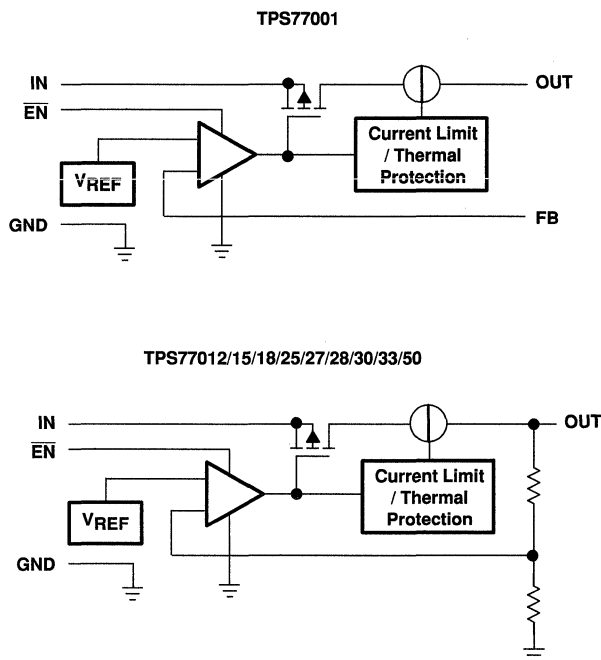 TPS77001
IN
OUT
EN
Current Limit
/ Thermal
Protection
VREF
FB
GND
TPS77012/15/18/25/27/28/30/33/50
IN
OUT
EN
Current Limit
/ Thermal
Protection
VREF
GND